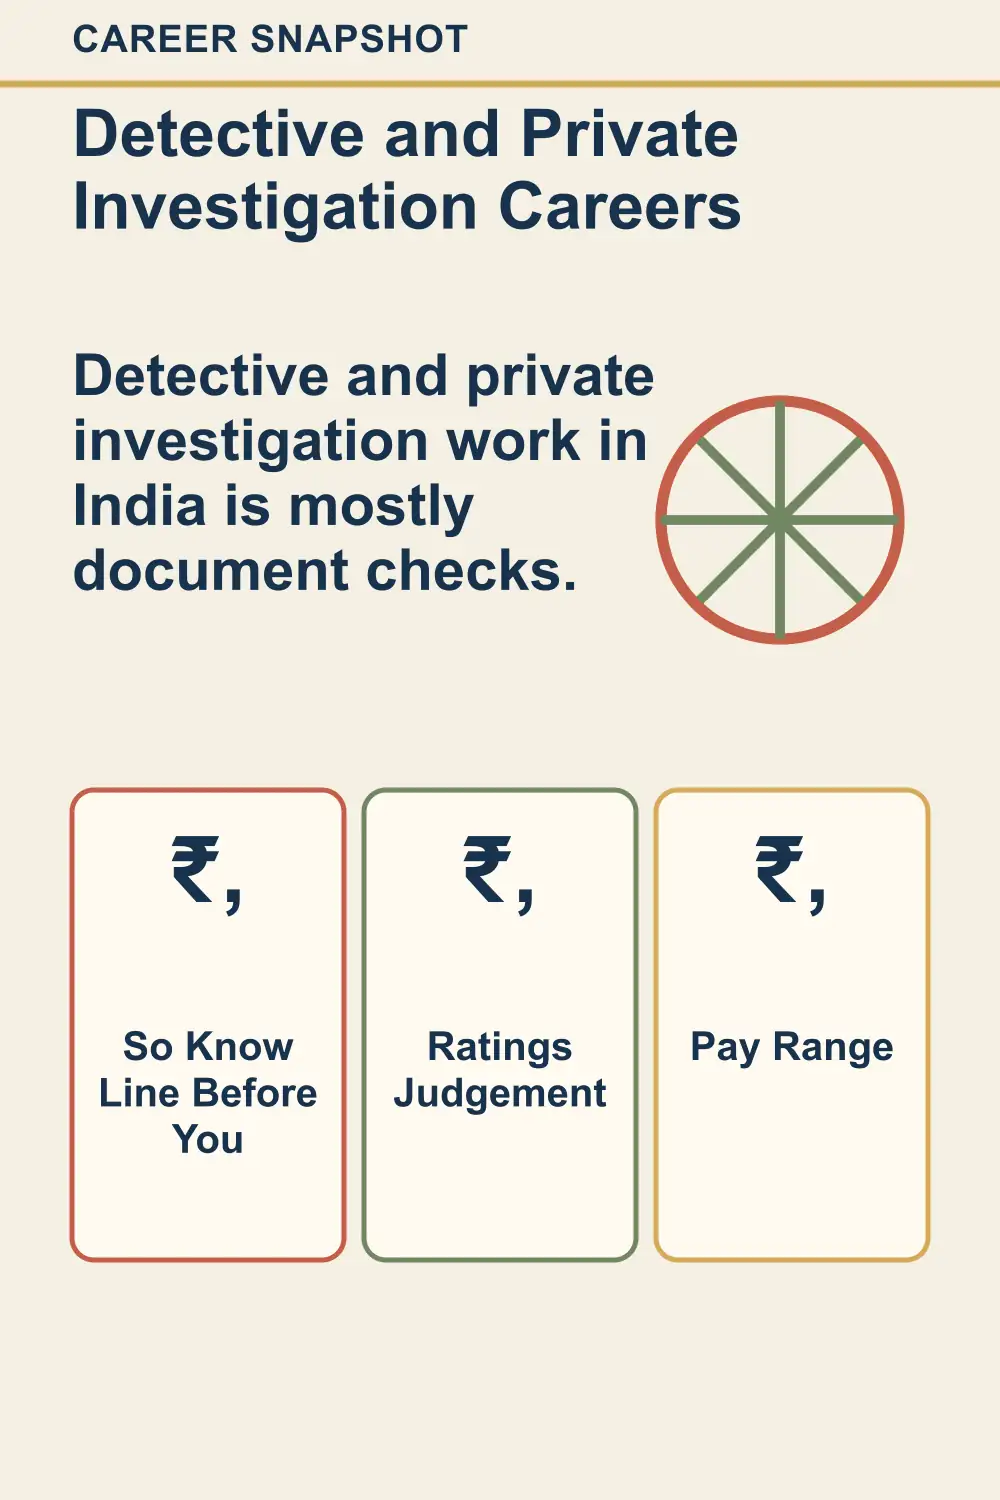 CAREER SNAPSHOT
Detective and Private
Investigation Careers
Detective and private
investigation work in
India is mostly
document checks.
₹,
So Know
Line Before
You
₹,
Ratings
Judgement
₹,
Pay Range